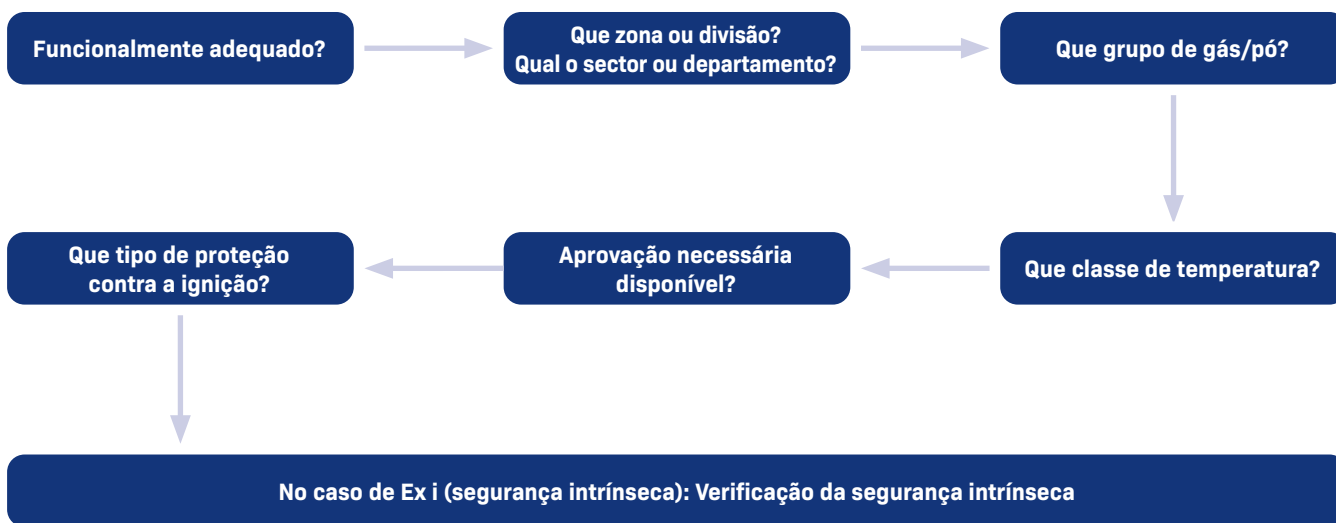 Funcionalmente adequado?
Que zona ou divisão?
Qual o sector ou departamento?
Que grupo de gás/pó?
Que classe de temperatura?
Aprovação necessária
disponível?
Que tipo de proteção
contra a ignição?
No caso de Ex i (segurança intrínseca): Verificação da segurança intrínseca